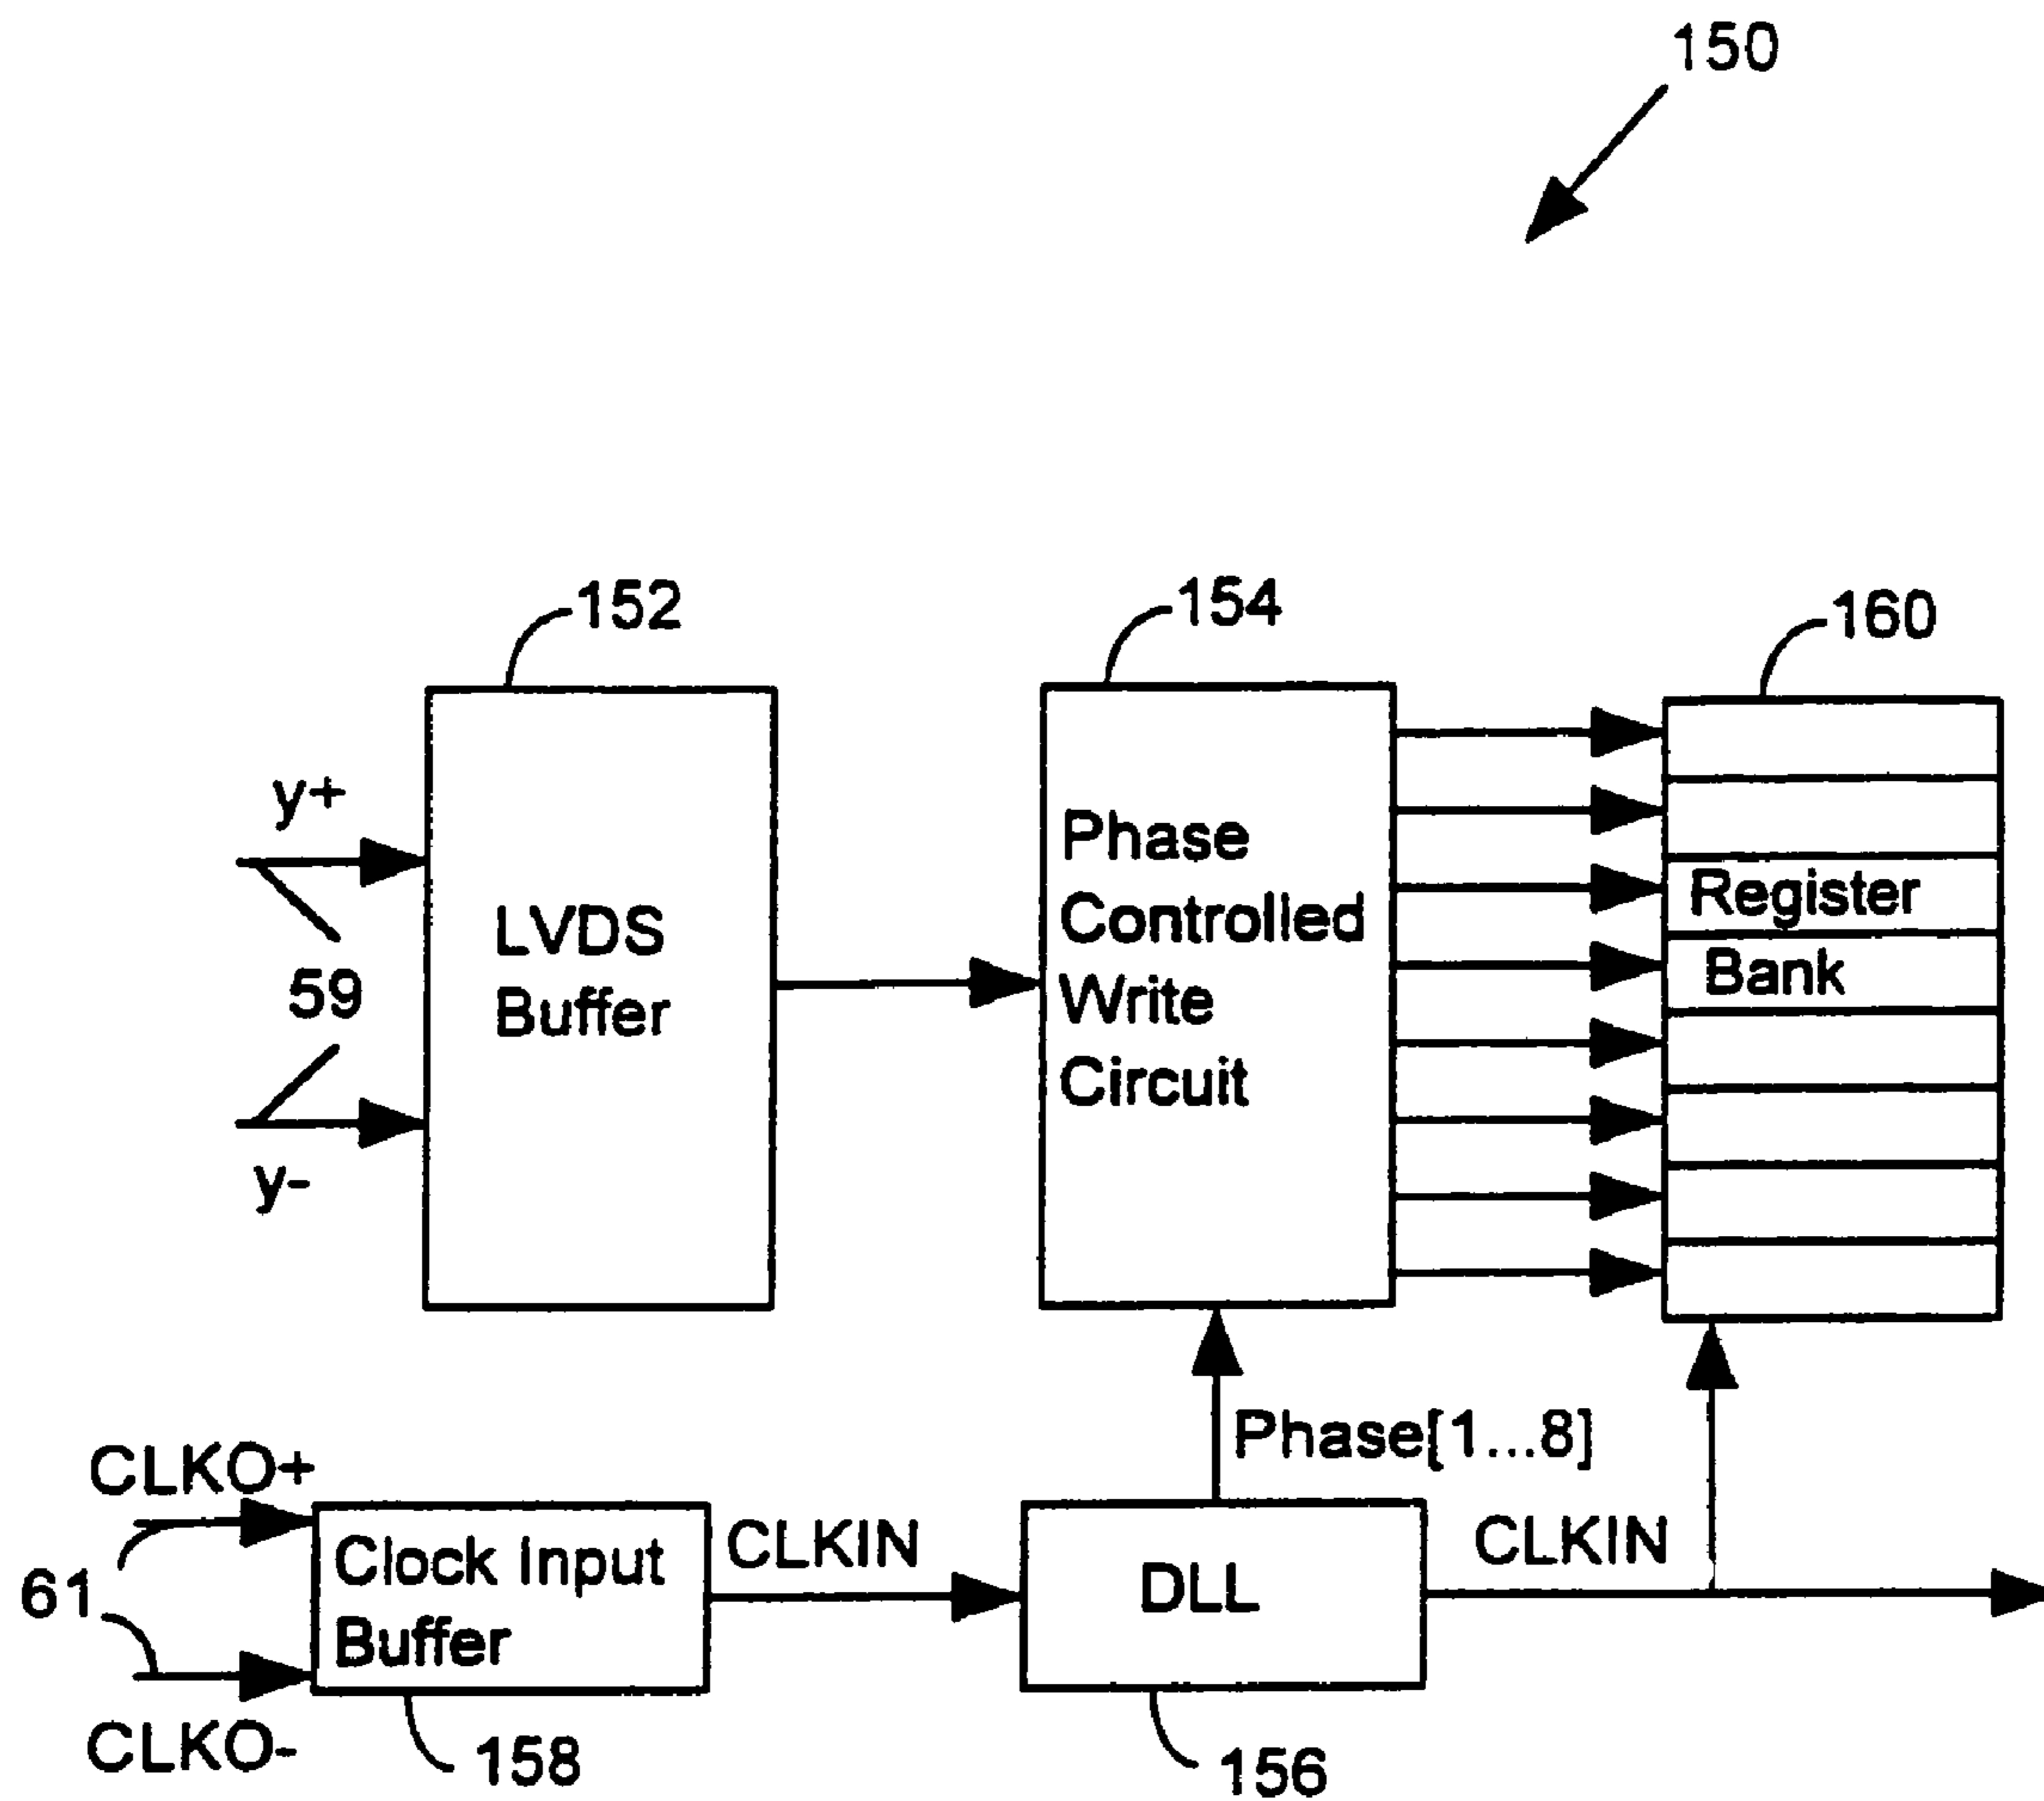 150
152
154
160
y+
59
y-
LVDS
Buffer
Phase
Controlled
Write
Circuit
Register
Bank
Phase[1...8]
CLKO+
61
CLKO-
Clock Input
Buffer
CLKIN
DLL
CLKIN
158
156